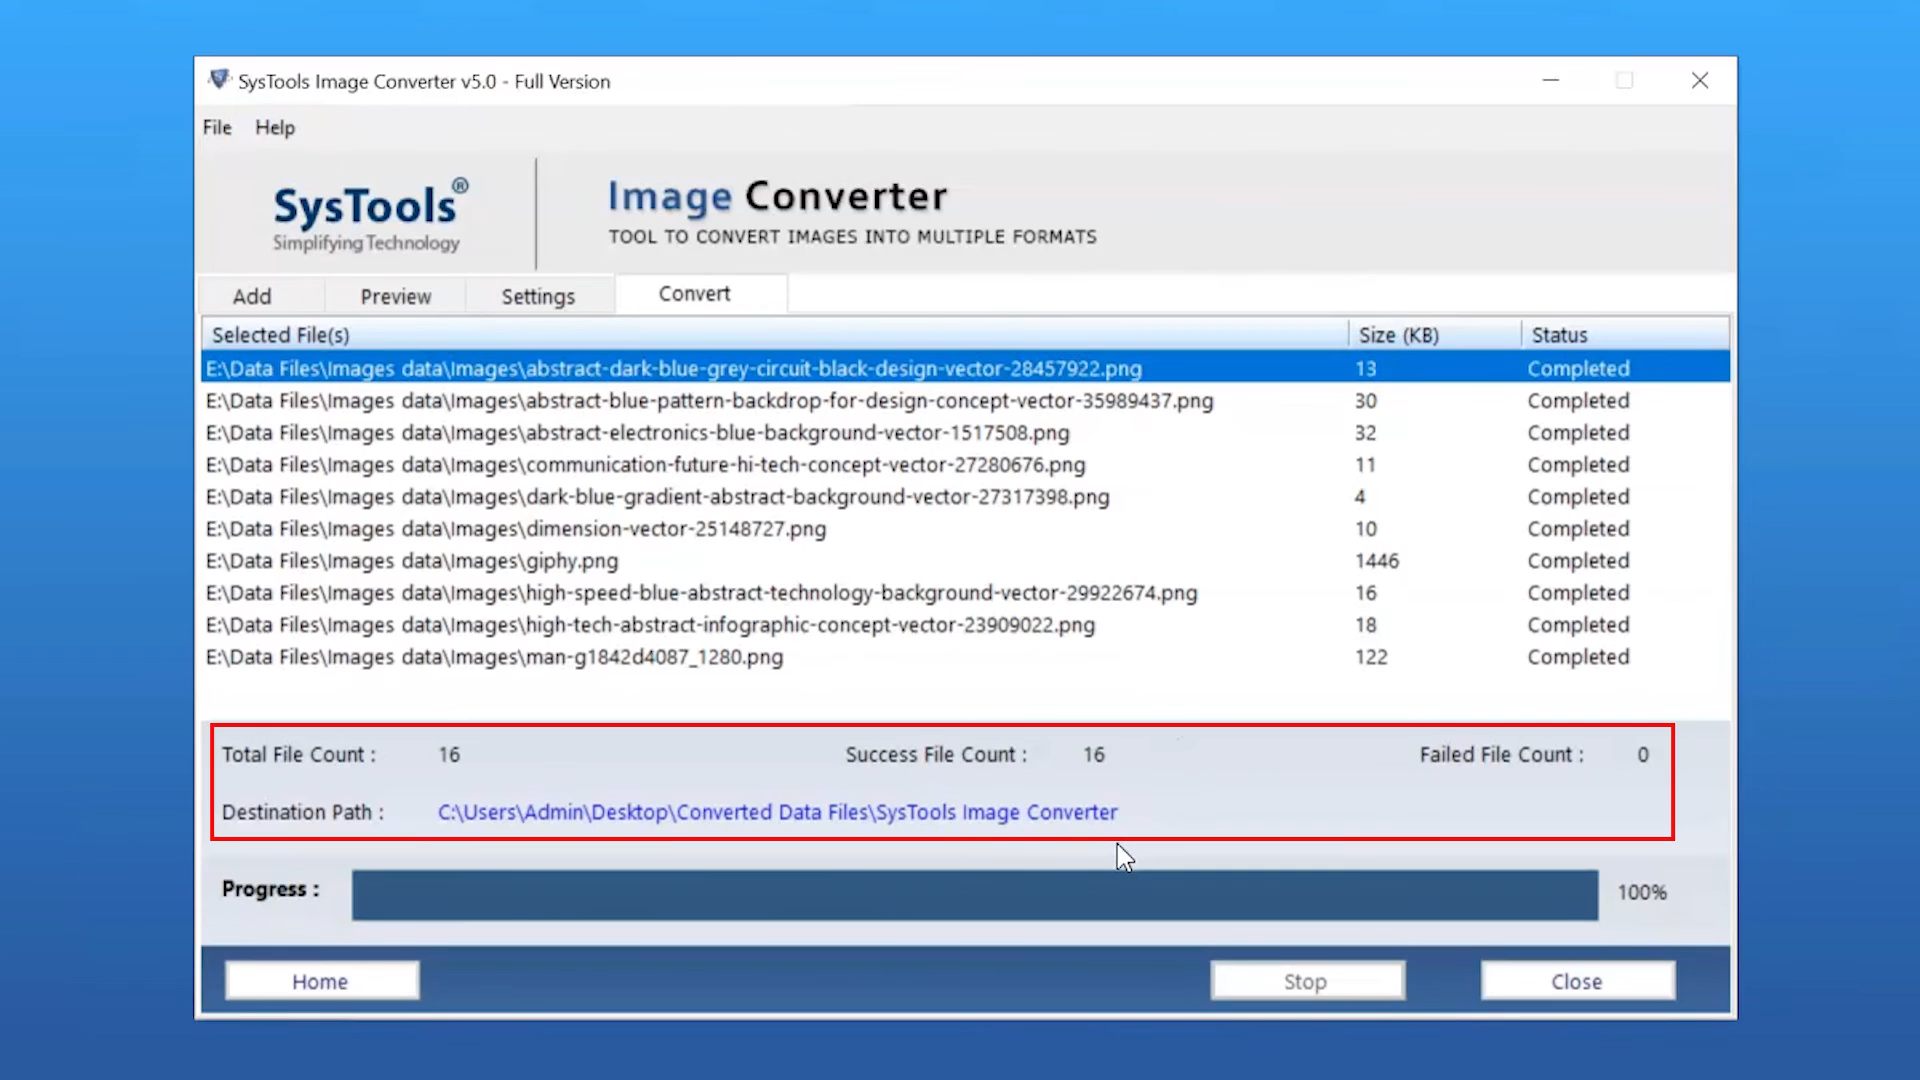 SysTools Image Converter v5.0 - Full Version
File Help
SysTools®
Simplifying Technology
Image Converter
TOOL TO CONVERT IMAGES INTO MULTIPLE FORMATS
Add Preview Settings Convert
Selected File(s) Size (KB) Status
E:\Data Files\Images data\Images\abstract-dark-blue-grey-circuit-black-design-vector-28457922.png 13 Completed
E:\Data Files\Images data\Images\abstract-blue-pattern-backdrop-for-design-concept-vector-35989437.png 30 Completed
E:\Data Files\Images data\Images\abstract-electronics-blue-background-vector-1517508.png 32 Completed
E:\Data Files\Images data\Images\communication-future-hi-tech-concept-vector-27280676.png 11 Completed
E:\Data Files\Images data\Images\dark-blue-gradient-abstract-background-vector-27317398.png 4 Completed
E:\Data Files\Images data\Images\dimension-vector-25148727.png 10 Completed
E:\Data Files\Images data\Images\giphy.png 1446 Completed
E:\Data Files\Images data\Images\high-speed-blue-abstract-technology-background-vector-29922674.png 16 Completed
E:\Data Files\Images data\Images\high-tech-abstract-infographic-concept-vector-23909022.png 18 Completed
E:\Data Files\Images data\Images\man-g1842d4087_1280.png 122 Completed
Total File Count : 16 Success File Count : 16 Failed File Count : 0
Destination Path : C:\Users\Admin\Desktop\Converted Data Files\SysTools Image Converter
Progress : 100%
Home Stop Close